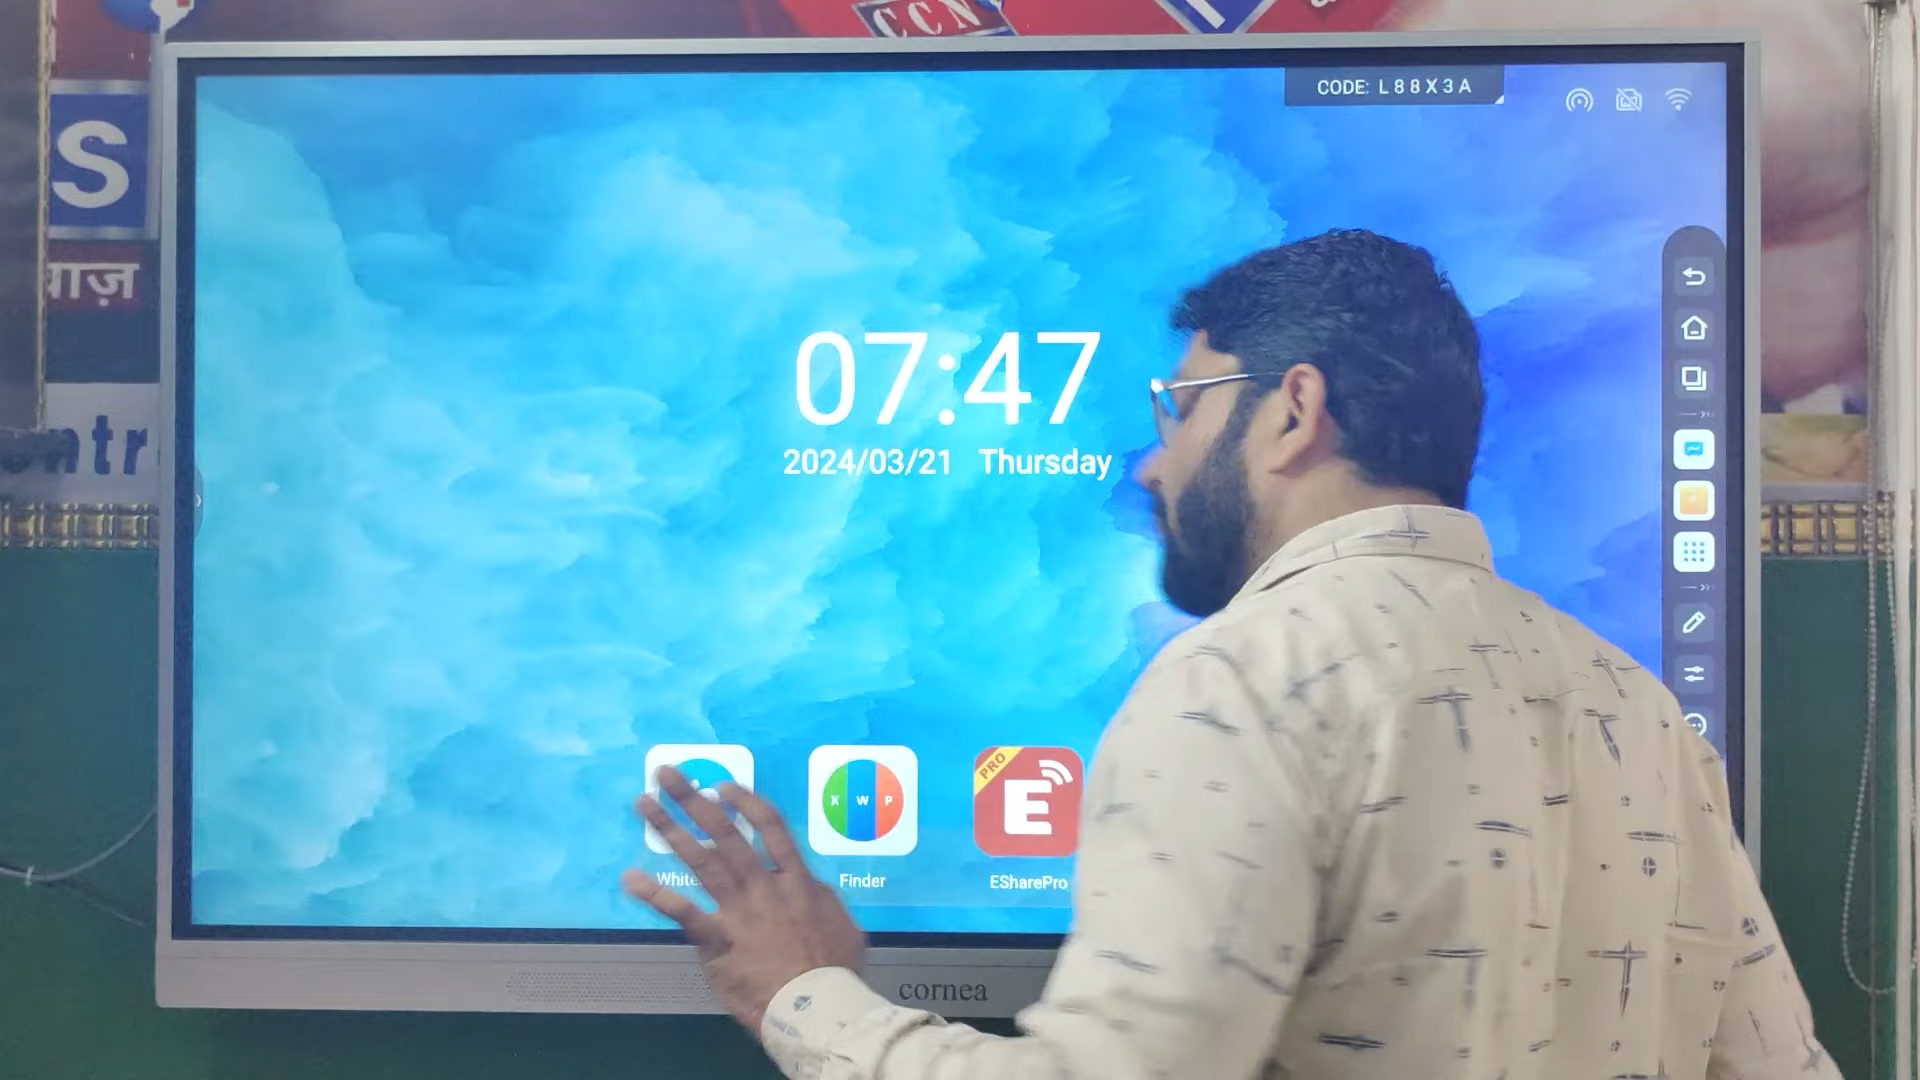 CCN
S
CODE: L88X3A
07:47
2024/03/21 Thursday
PRO
E
X W P
Finder
ESharePro
cornea